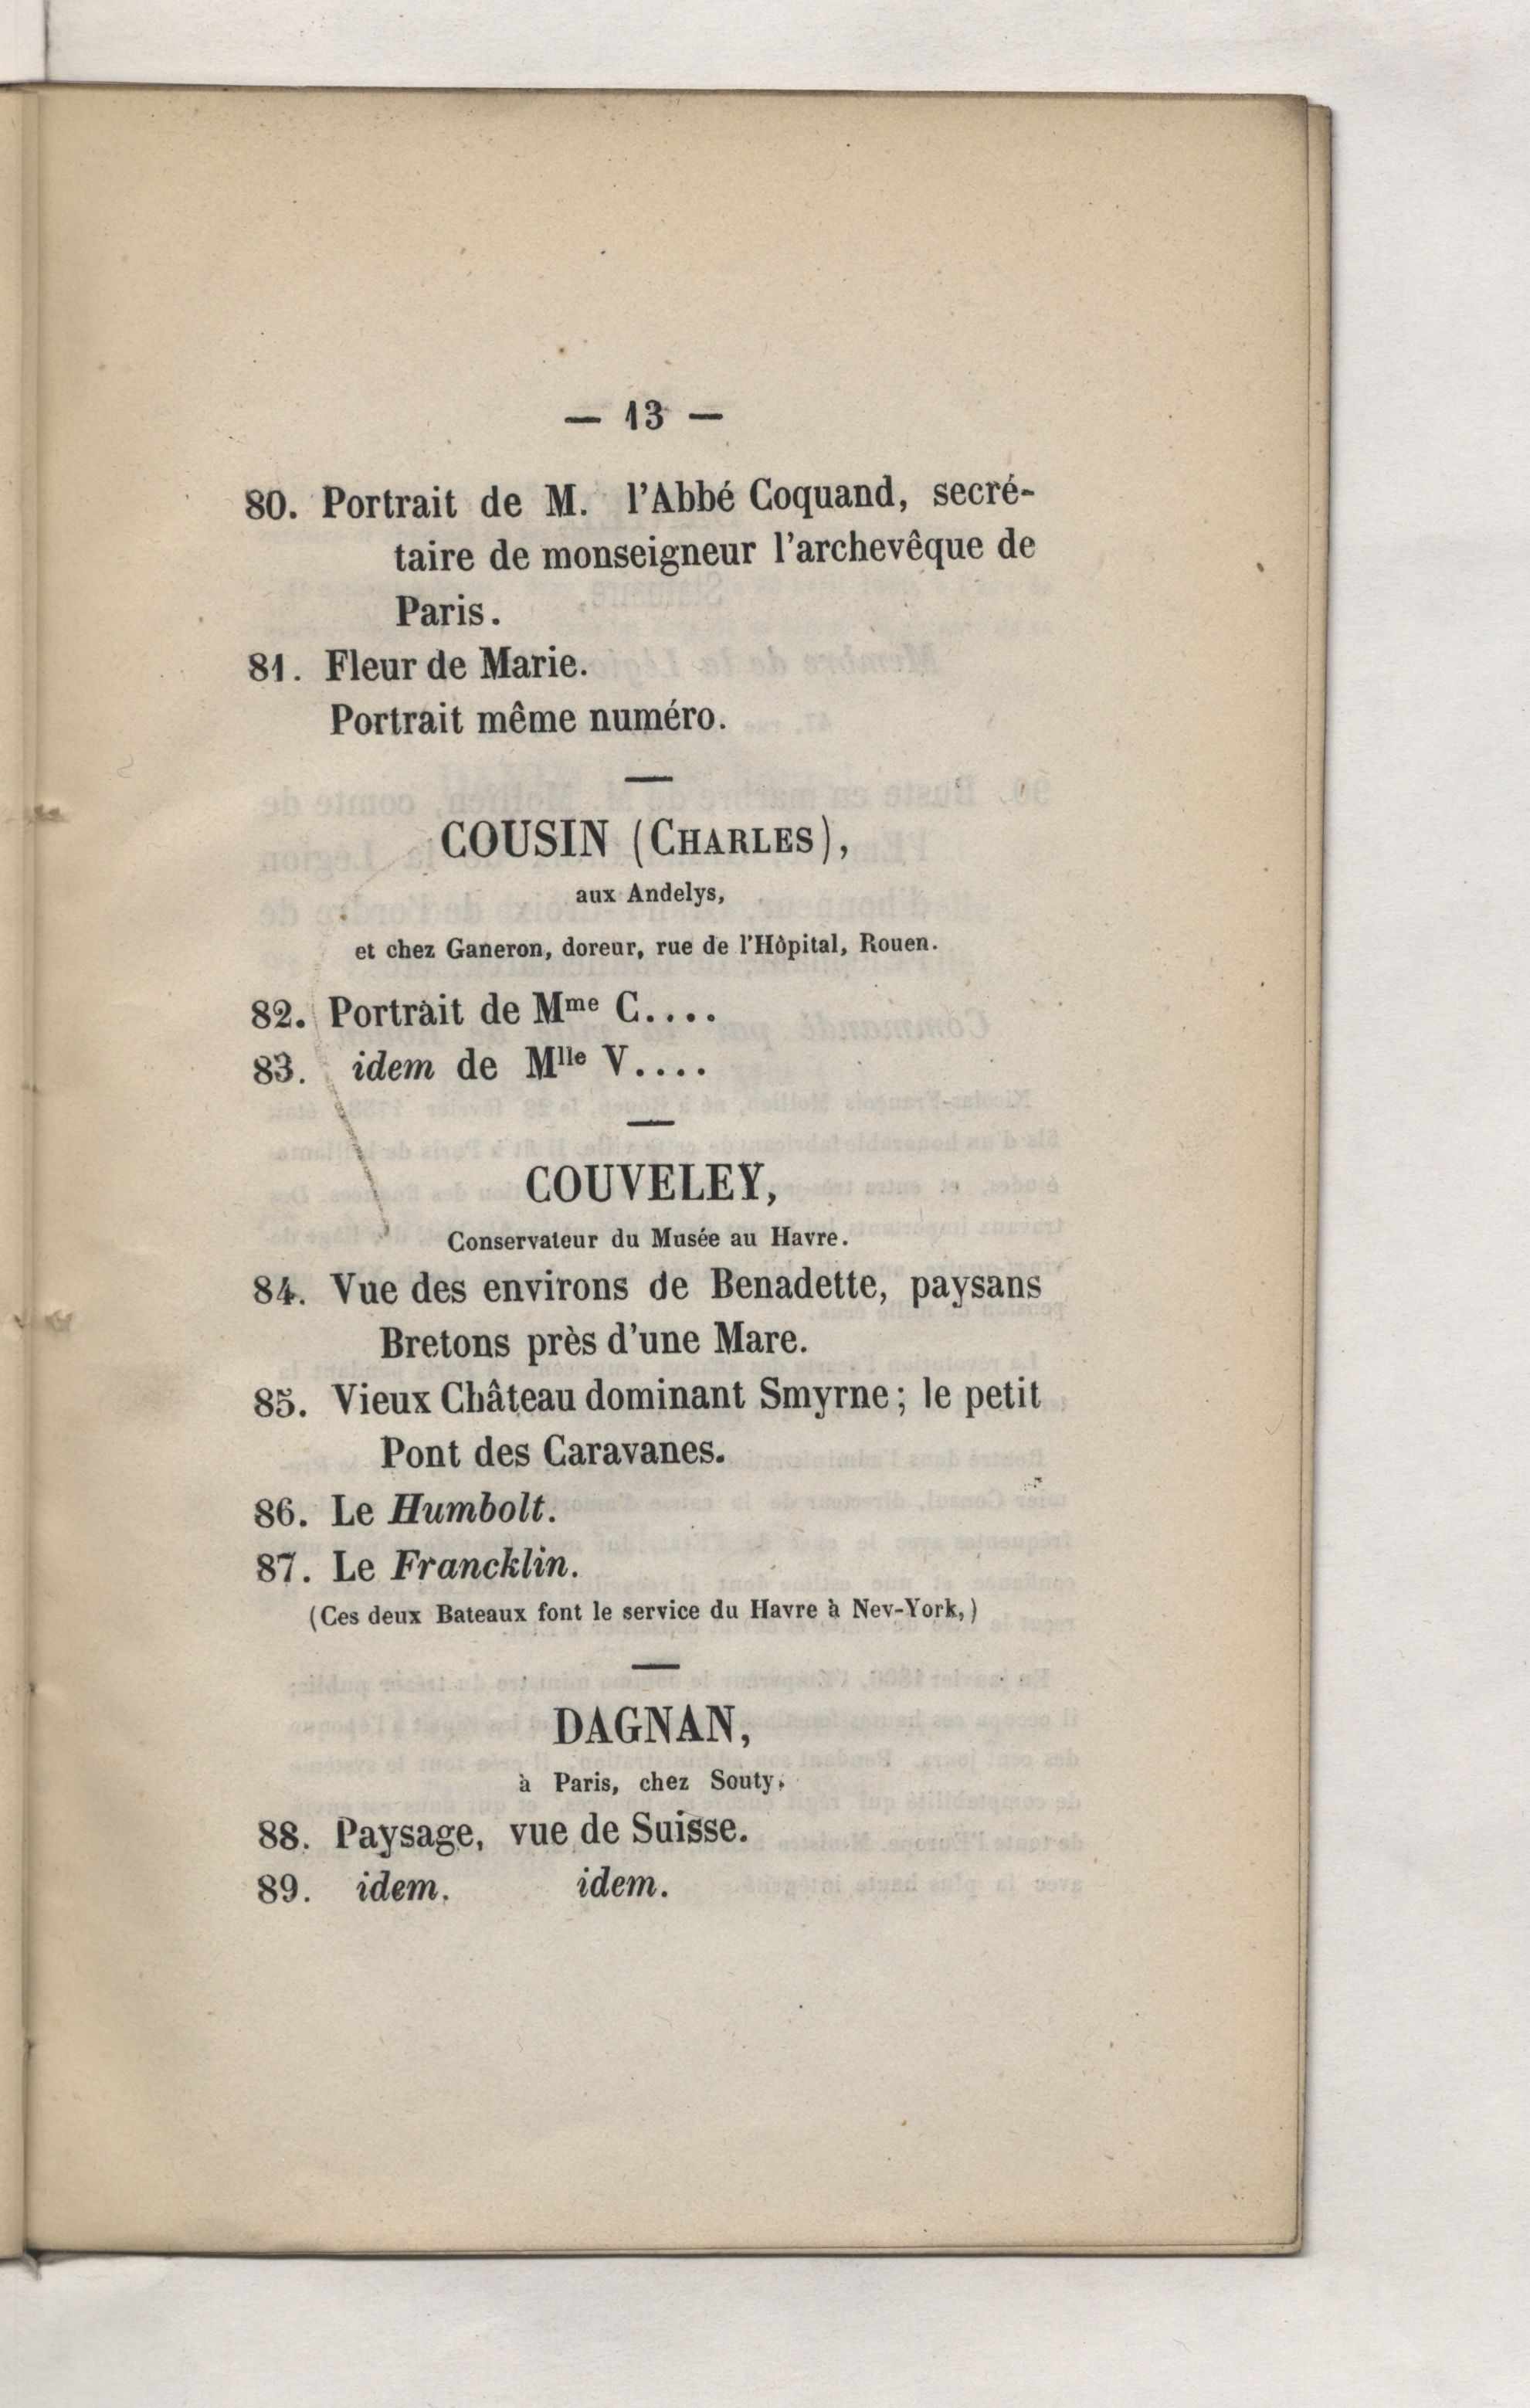 — 13 —
80. Portrait de M. l'Abbé Coquand, secré-
taire de monseigneur l'archevêque de
Paris.
81. Fleur de Marie.
Portrait même numéro.
COUSIN (CHARLES),
aux Andelys,
et chez Ganeron, doreur, rue de l'Hôpital, Rouen.
82. Portrait de Mme C....
83. idem de Mlle V....
COUVELEY,
Conservateur du Musée au Havre.
84. Vue des environs de Benadette, paysans
Bretons près d'une Mare.
85. Vieux Château dominant Smyrne; le petit
Pont des Caravanes.
86. Le Humbolt.
87. Le Francklin.
(Ces deux Bateaux font le service du Havre à Nev-York,)
DAGNAN,
à Paris, chez Souty.
88. Paysage, vue de Suisse.
89. idem. idem.